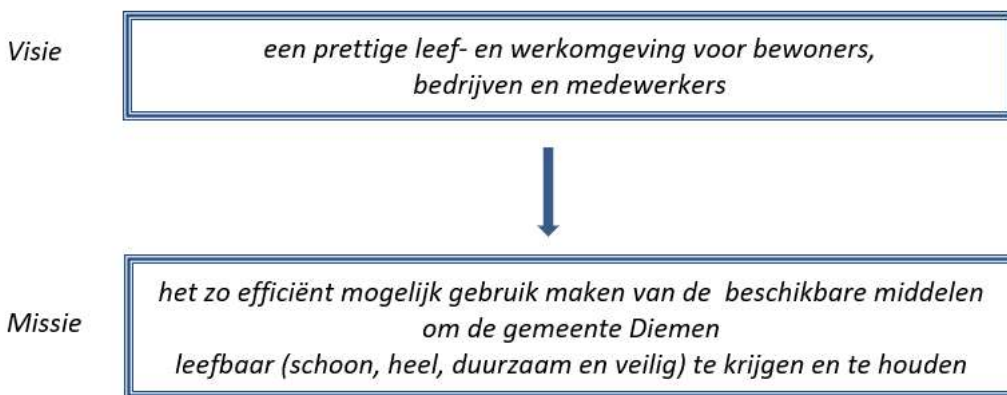 Visie
een prettige leef- en werkomgeving voor bewoners,
bedrijven en medewerkers
Missie
het zo efficiënt mogelijk gebruik maken van de beschikbare middelen
om de gemeente Diemen
leefbaar (schoon, heel, duurzaam en veilig) te krijgen en te houden